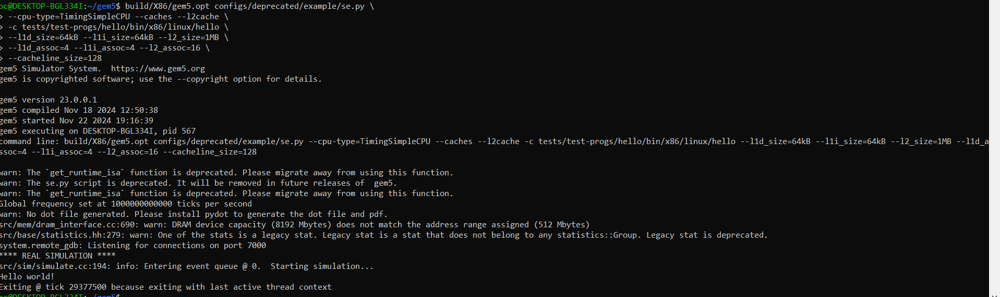 pc@DESKTOP-BGL334I:~/gem5$ build/X86/gem5.opt configs/deprecated/example/se.py \
> --cpu-type=TimingSimpleCPU --caches --l2cache \
> -c tests/test-progs/hello/bin/x86/linux/hello \
> --l1d_size=64kB --l1i_size=64kB --l2_size=1MB \
> --l1d_assoc=4 --l1i_assoc=4 --l2_assoc=16 \
> --cacheline_size=128
gem5 Simulator System.  https://www.gem5.org
gem5 is copyrighted software; use the --copyright option for details.
gem5 version 23.0.0.1
gem5 compiled Nov 18 2024 12:50:38
gem5 started Nov 22 2024 19:16:39
gem5 executing on DESKTOP-BGL334I, pid 567
command line: build/X86/gem5.opt configs/deprecated/example/se.py --cpu-type=TimingSimpleCPU --caches --l2cache -c tests/test-progs/hello/bin/x86/linux/hello --l1d_size=64kB --l1i_size=64kB --l2_size=1MB --l1d_a
ssoc=4 --l1i_assoc=4 --l2_assoc=16 --cacheline_size=128
warn: The `get_runtime_isa` function is deprecated. Please migrate away from using this function.
warn: The se.py script is deprecated. It will be removed in future releases of  gem5.
warn: The `get_runtime_isa` function is deprecated. Please migrate away from using this function.
Global frequency set at 1000000000000 ticks per second
warn: No dot file generated. Please install pydot to generate the dot file and pdf.
src/mem/dram_interface.cc:690: warn: DRAM device capacity (8192 Mbytes) does not match the address range assigned (512 Mbytes)
src/base/statistics.hh:279: warn: One of the stats is a legacy stat. Legacy stat is a stat that does not belong to any statistics::Group. Legacy stat is deprecated.
system.remote_gdb: Listening for connections on port 7000
**** REAL SIMULATION ****
src/sim/simulate.cc:194: info: Entering event queue @ 0.  Starting simulation...
Hello world!
Exiting @ tick 29377500 because exiting with last active thread context
pc@DESKTOP-BGL334I:~/gem5$